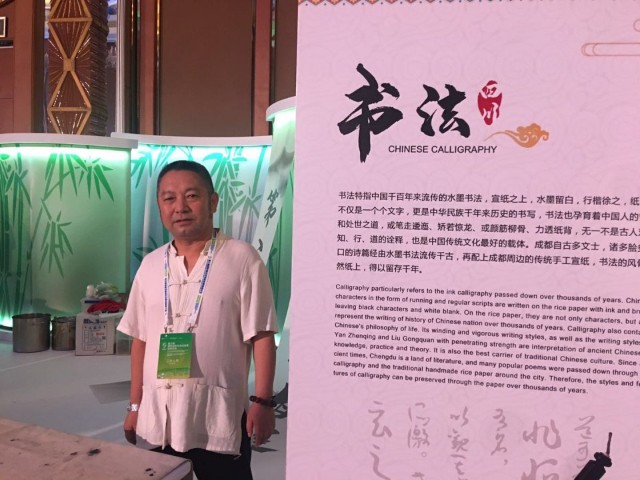 书法
四川
CHINESE CALLIGRAPHY
书法特指中国千百年来流传的水墨书法，宣纸之上，水墨留白，行楷徐之，纸
不仅是一个个文字，更是中华民族千年来历史的书写，书法也孕育着中国人的
和处世之道，或笔走逶迤、矫若惊龙、或颜筋柳骨、力透纸背，无一不是古人
知、行、道的诠释，也是中国传统文化最好的载体。成都自古多文士，诸多脍
口的诗篇经由水墨书法流传千古，再配上成都周边的传统手工宣纸，书法的风
然纸上，得以留存千年。
Calligraphy particularly refers to the ink calligraphy passed down over thousands of years. Chi
characters in the form of running and regular scripts are written on the rice paper with ink and br
leaving black characters and white blank. On the rice paper, they are not only characters, but a
represent the writing of history of Chinese nation over thousands of years. Calligraphy also conta
Chinese's philosophy of life. Its winding and vigorous writing styles, as well as the writing styles
Yan Zhenqing and Liu Gongquan with penetrating strength are interpretation of ancient Chines
knowledge, practice and theory. It is also the best carrier of traditional Chinese culture. Since
cient times, Chengdu is a land of literature, and many popular poems were passed down through
calligraphy and the traditional handmade rice paper around the city. Therefore, the styles and f
tures of calligraphy can be preserved through the paper over thousands of years.